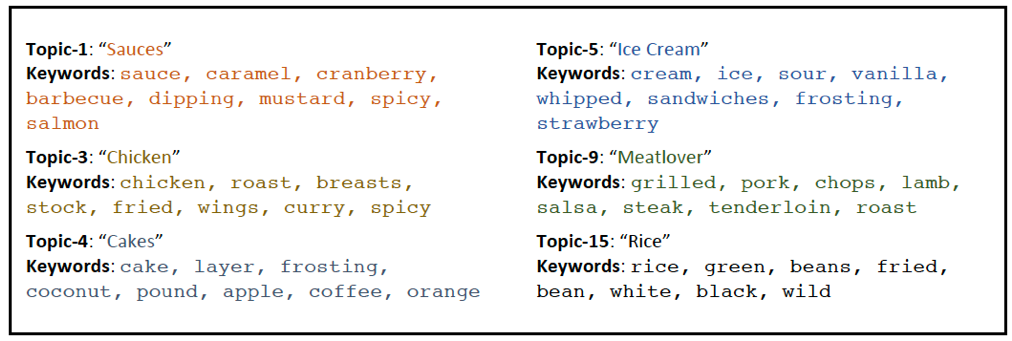 Topic-1: “Sauces”
Keywords: sauce, caramel, cranberry,
barbecue, dipping, mustard, spicy,
salmon
Topic-3: “Chicken”
Keywords: chicken, roast, breasts,
stock, fried, wings, curry, spicy
Topic-4: “Cakes”
Keywords: cake, layer, frosting,
coconut, pound, apple, coffee, orange
Topic-5: “Ice Cream”
Keywords: cream, ice, sour, vanilla,
whipped, sandwiches, frosting,
strawberry
Topic-9: “Meatlover”
Keywords: grilled, pork, chops, lamb,
salsa, steak, tenderloin, roast
Topic-15: “Rice”
Keywords: rice, green, beans, fried,
bean, white, black, wild